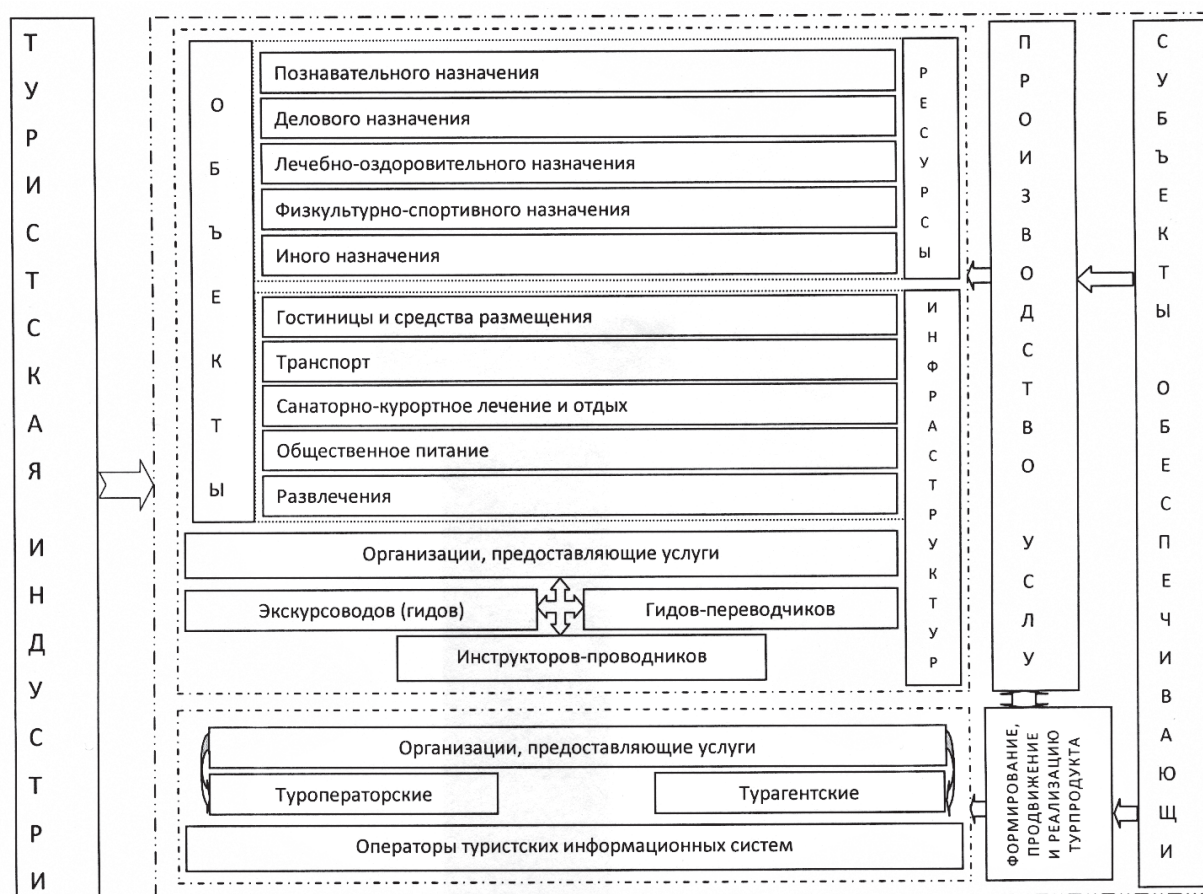 ТУРИСТСКАЯ ИНДУСТРИ
ОБЪЕКТЫ
Познавательного назначения
Делового назначения
Лечебно-оздоровительного назначения
Физкультурно-спортивного назначения
Иного назначения
РЕСУРСЫ
Гостиницы и средства размещения
Транспорт
Санаторно-курортное лечение и отдых
Общественное питание
Развлечения
ИНФРАСТРУКТУР
Организации, предоставляющие услуги
Экскурсоводов (гидов)
Гидов-переводчиков
Инструкторов-проводников
Организации, предоставляющие услуги
Туроператорские
Турагентские
Операторы туристских информационных систем
ПРОИЗВОДСТВО УСЛУ
ФОРМИРОВАНИЕ,
ПРОДВИЖЕНИЕ
И РЕАЛИЗАЦИЮ
ТУРПРОДУКТА
СУБЪЕКТЫ ОБЕСПЕЧИВАЮЩИ